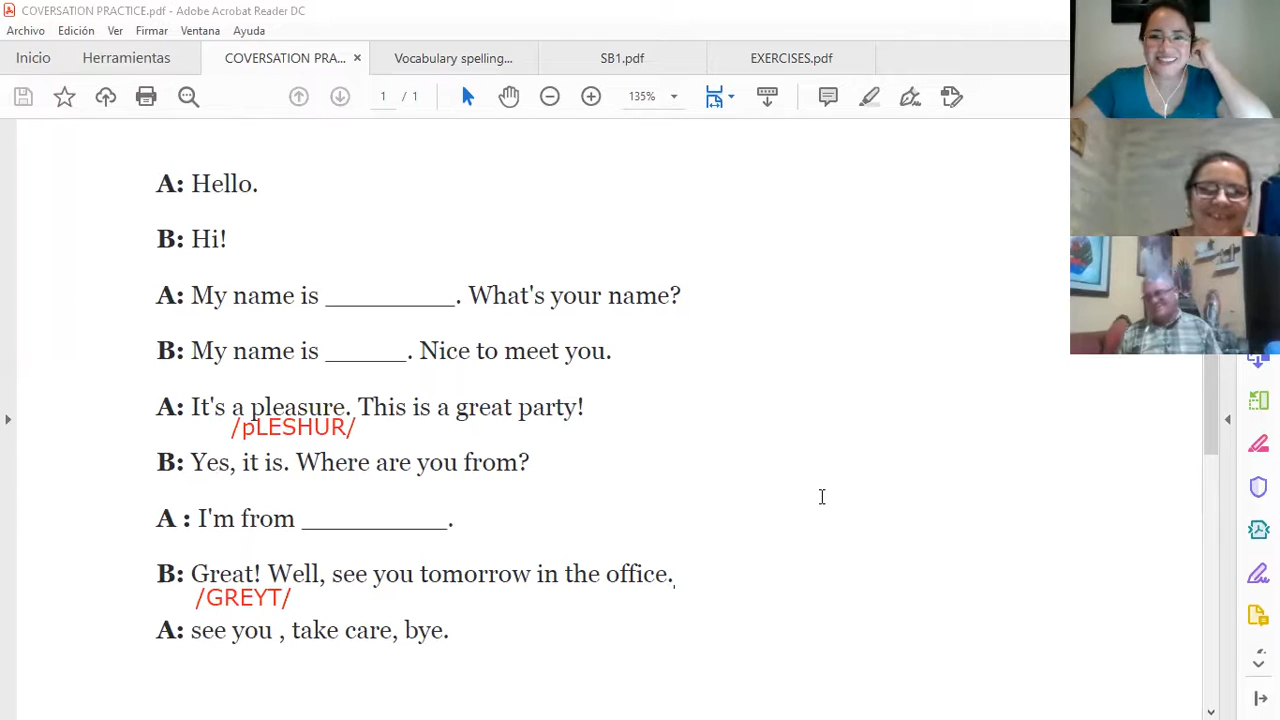 COVERSATION PRACTICE.pdf - Adobe Acrobat Reader DC
Archivo Edición Ver Firmar Ventana Ayuda
Inicio Herramientas COVERSATION PRA... × Vocabulary spelling... SB1.pdf EXERCISES.pdf
1 / 1 135%
A: Hello.
B: Hi!
A: My name is __________. What's your name?
B: My name is ______. Nice to meet you.
A: It's a pleasure. This is a great party!
/pLESHUR/
B: Yes, it is. Where are you from?
A : I'm from ___________.
B: Great! Well, see you tomorrow in the office.
/GREYT/
A: see you , take care, bye.